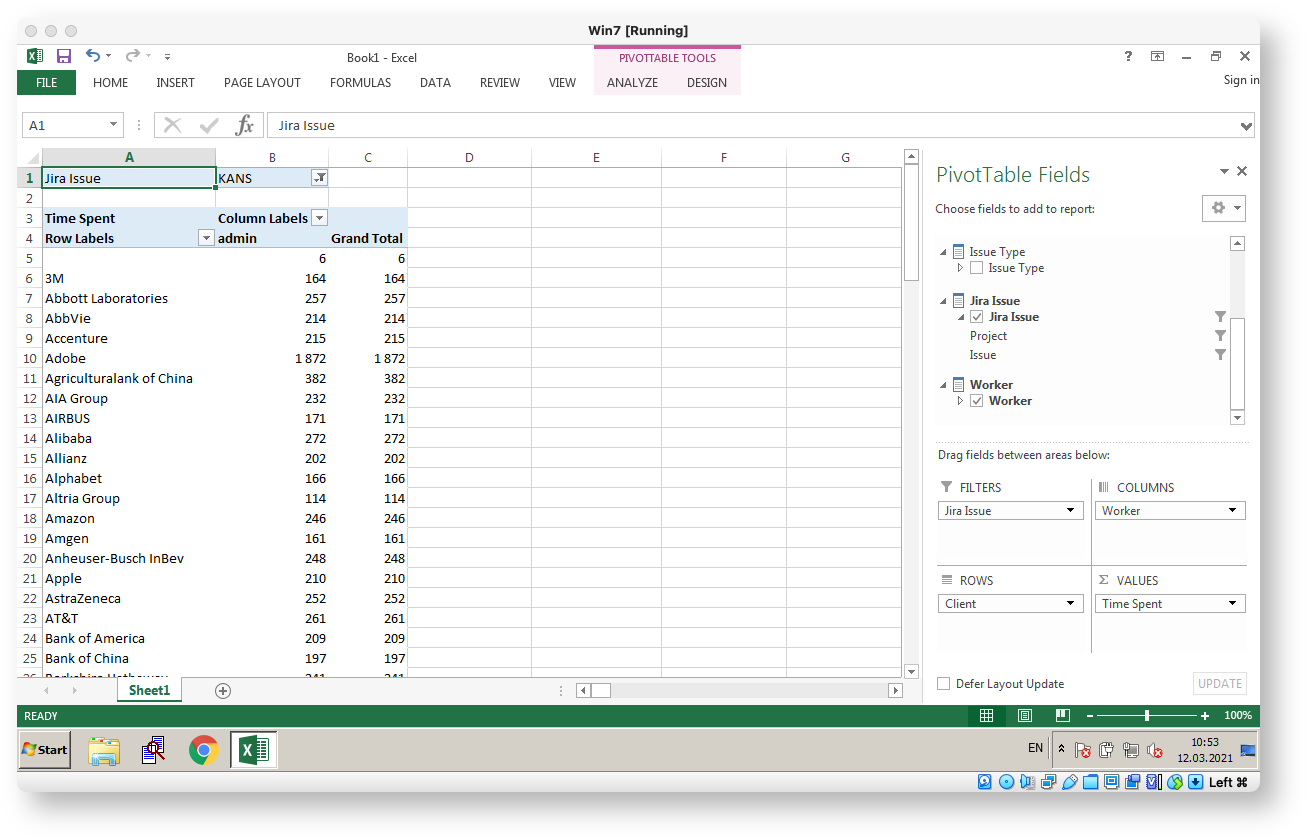 Win7 [Running]
Book1 - Excel
PIVOTTABLE TOOLS
?
FILE HOME INSERT PAGE LAYOUT FORMULAS DATA REVIEW VIEW ANALYZE DESIGN
Sign in
A1 fx Jira Issue
A B C D E F G
1 Jira Issue KANS
2
3 Time Spent Column Labels
4 Row Labels admin Grand Total
5 6 6
6 3M 164 164
7 Abbott Laboratories 257 257
8 AbbVie 214 214
9 Accenture 215 215
10 Adobe 1 872 1 872
11 Agriculturalank of China 382 382
12 AIA Group 232 232
13 AIRBUS 171 171
14 Alibaba 272 272
15 Allianz 202 202
16 Alphabet 166 166
17 Altria Group 114 114
18 Amazon 246 246
19 Amgen 161 161
20 Anheuser-Busch InBev 248 248
21 Apple 210 210
22 AstraZeneca 252 252
23 AT&T 261 261
24 Bank of America 209 209
25 Bank of China 197 197
26 Berkshire Hathaway 241 241
Sheet1
PivotTable Fields
Choose fields to add to report:
Issue Type
Issue Type
Jira Issue
Jira Issue
Project
Issue
Worker
Worker
Drag fields between areas below:
FILTERS
Jira Issue
COLUMNS
Worker
ROWS
Client
Σ VALUES
Time Spent
Defer Layout Update
UPDATE
READY
100%
Start
EN
10:53
12.03.2021
Left ⌘